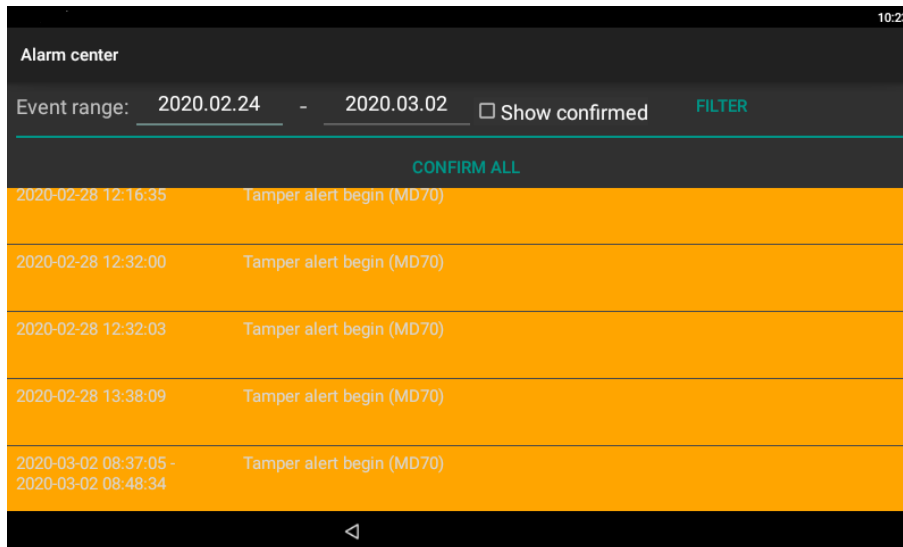 Alarm center
Event range: 2020.02.24 - 2020.03.02 Show confirmed FILTER
CONFIRM ALL
2020-02-28 12:16:35 Tamper alert begin (MD70)
2020-02-28 12:32:00 Tamper alert begin (MD70)
2020-02-28 12:32:03 Tamper alert begin (MD70)
2020-02-28 13:38:09 Tamper alert begin (MD70)
2020-03-02 08:37:05 - Tamper alert begin (MD70)
2020-03-02 08:48:34